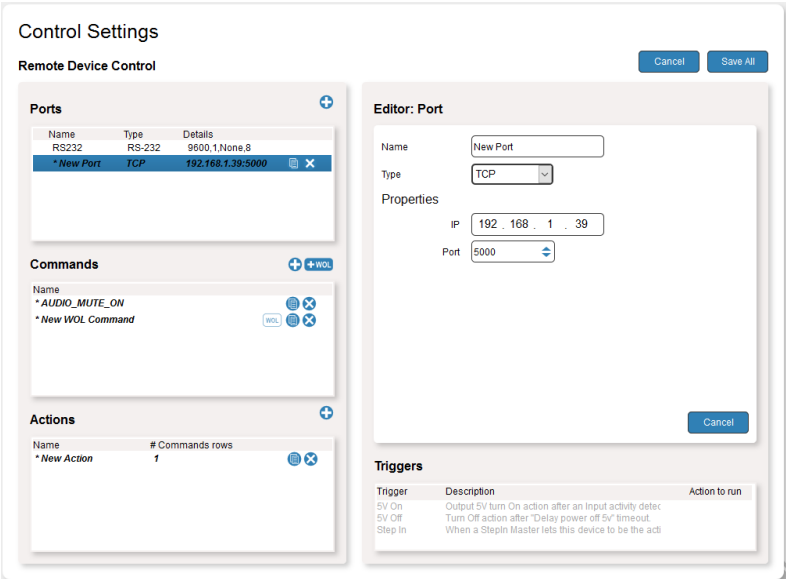 Control Settings
Remote Device Control
Cancel
Save All
Ports
Name Type Details
RS232 RS-232 9600,1,None,8
* New Port TCP 192.168.1.39:5000
Commands
+ WOL
Name
* AUDIO_MUTE_ON
* New WOL Command WOL
Actions
Name # Commands rows
* New Action 1
Editor: Port
Name New Port
Type TCP
Properties
IP 192 . 168 . 1 . 39
Port 5000
Cancel
Triggers
Trigger Description Action to run
5V On Output 5V turn On action after an Input activity detec
5V Off Turn Off action after "Delay power off 5v" timeout.
Step In When a StepIn Master lets this device to be the acti